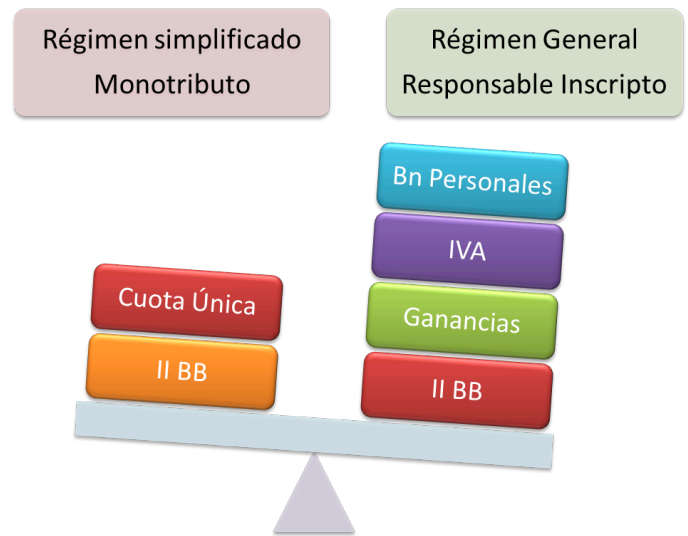 Régimen simplificado
Monotributo
Régimen General
Responsable Inscripto
Cuota Única
II BB
Bn Personales
IVA
Ganancias
II BB